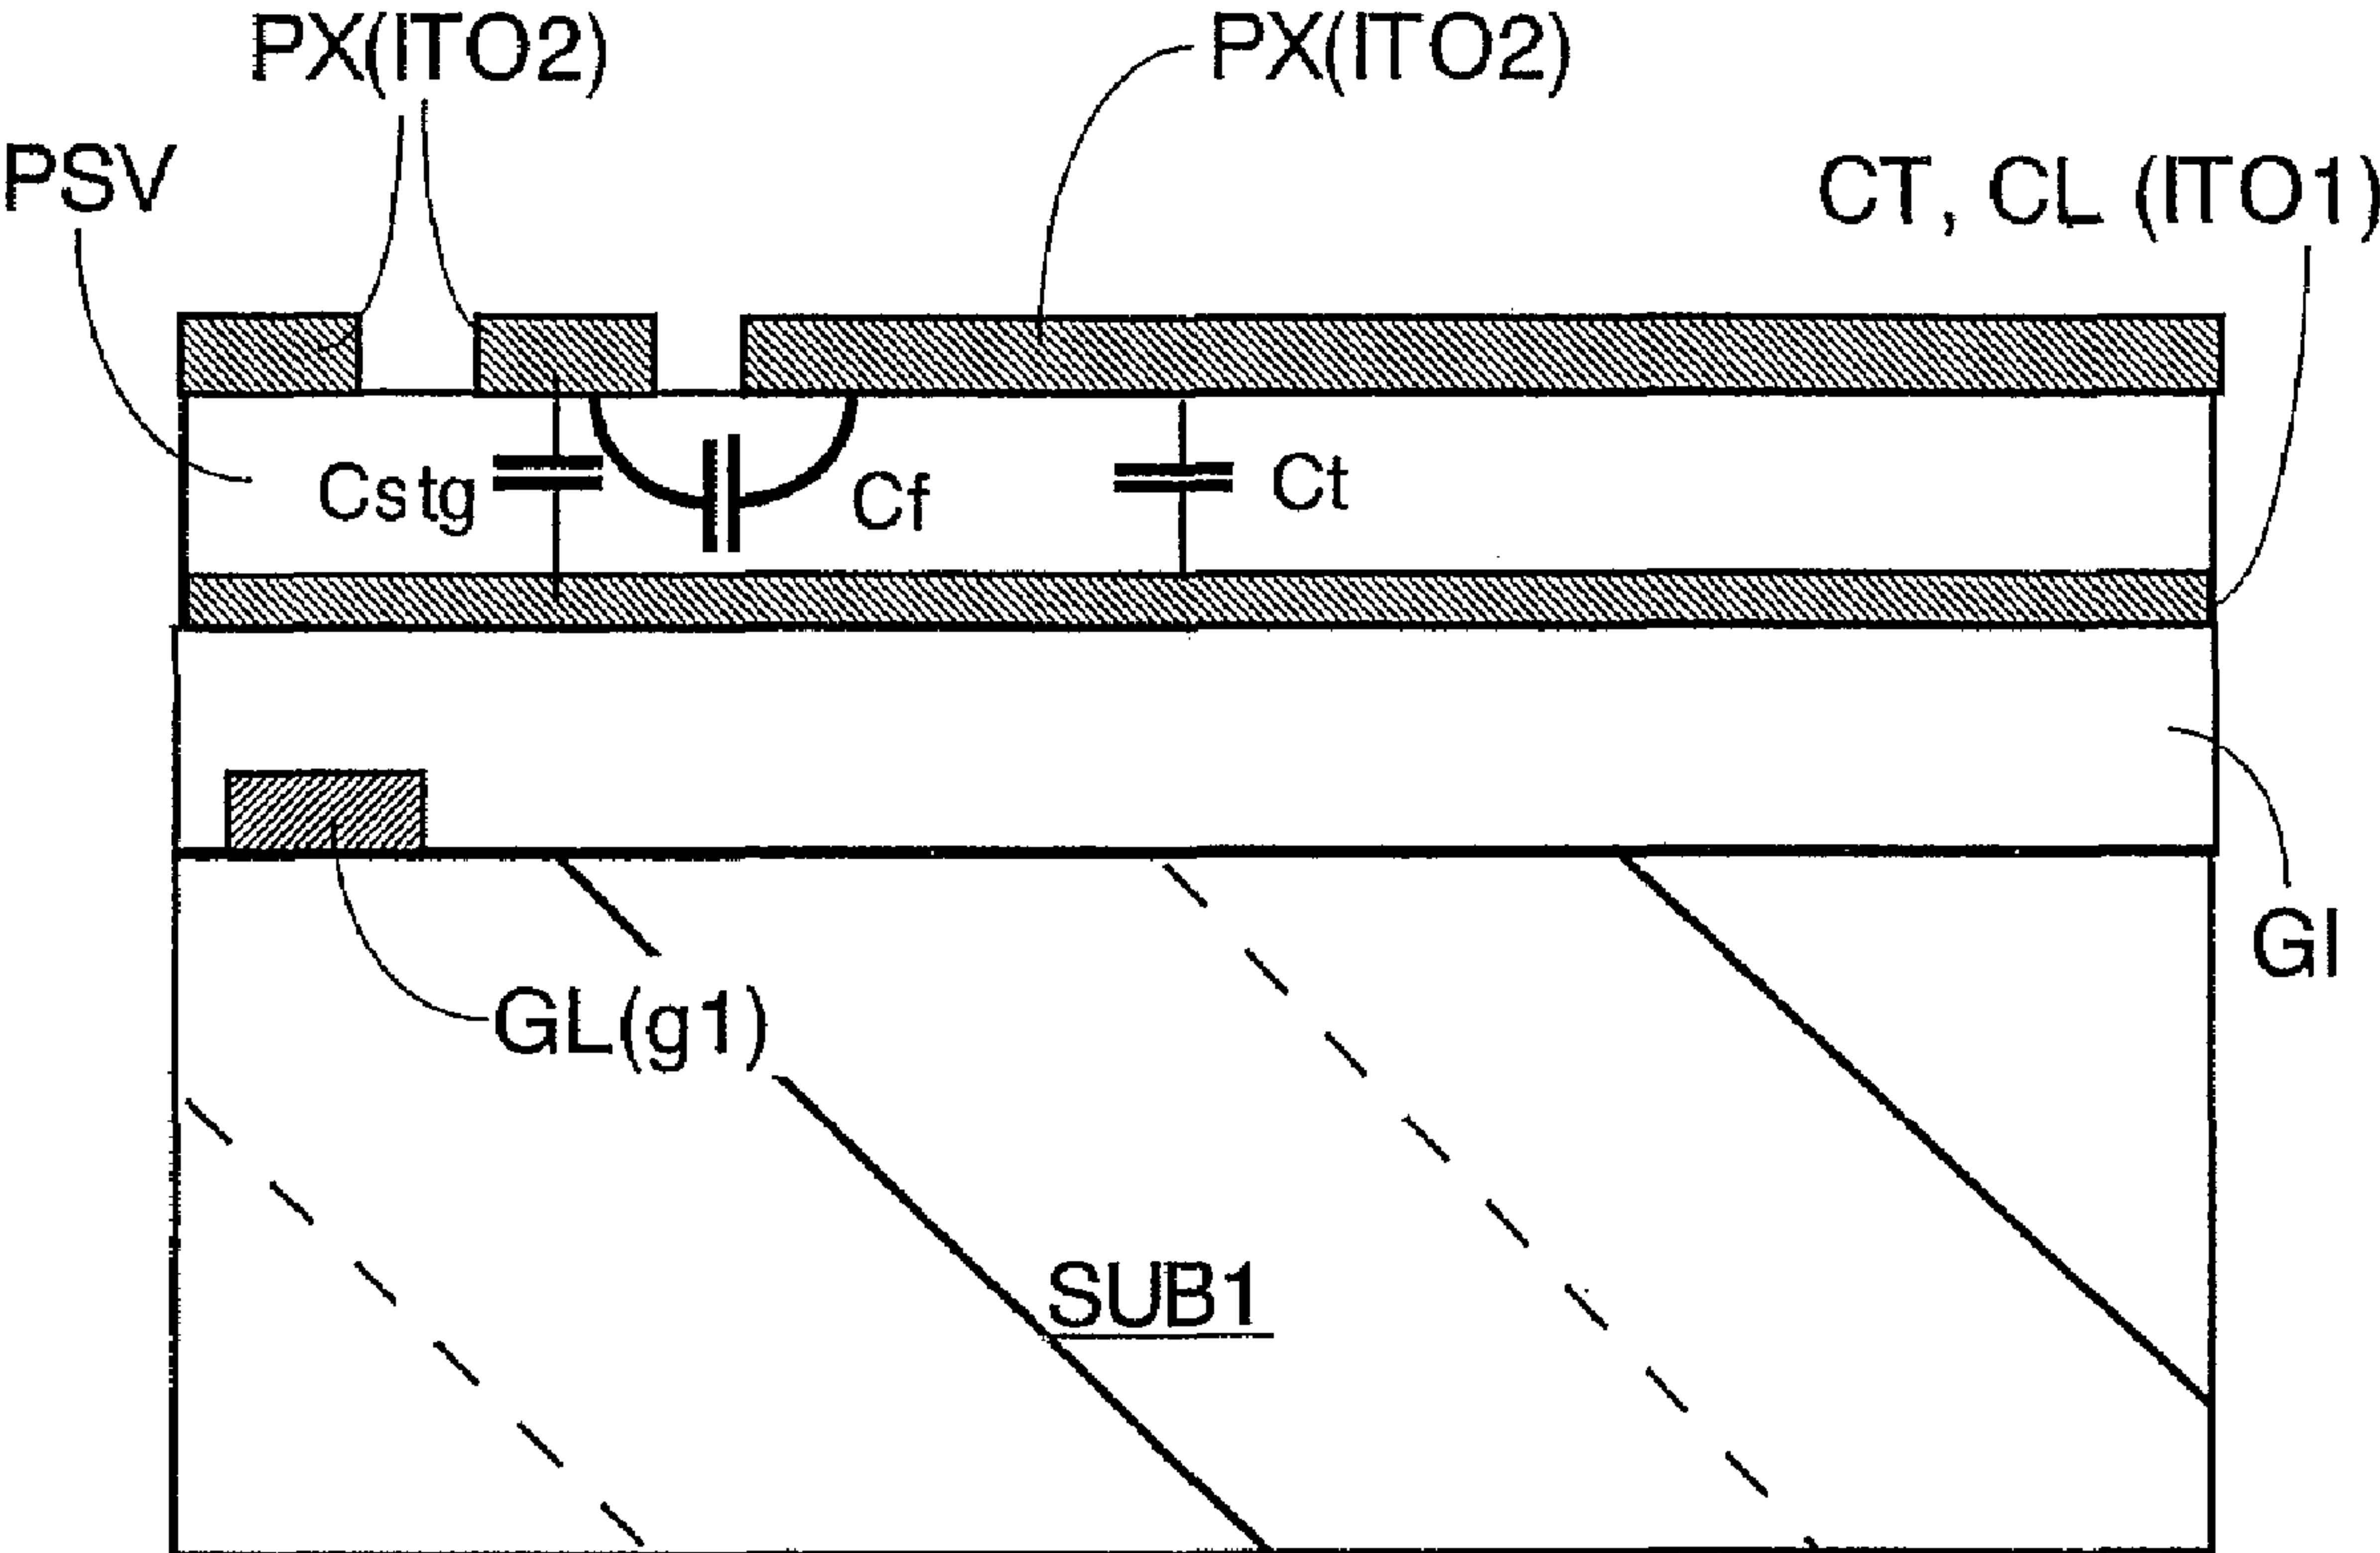 PX(ITO2)
PX(ITO2)
PSV
CT, CL (ITO1)
Cstg
Cf
Ct
GI
GL(g1)
SUB1